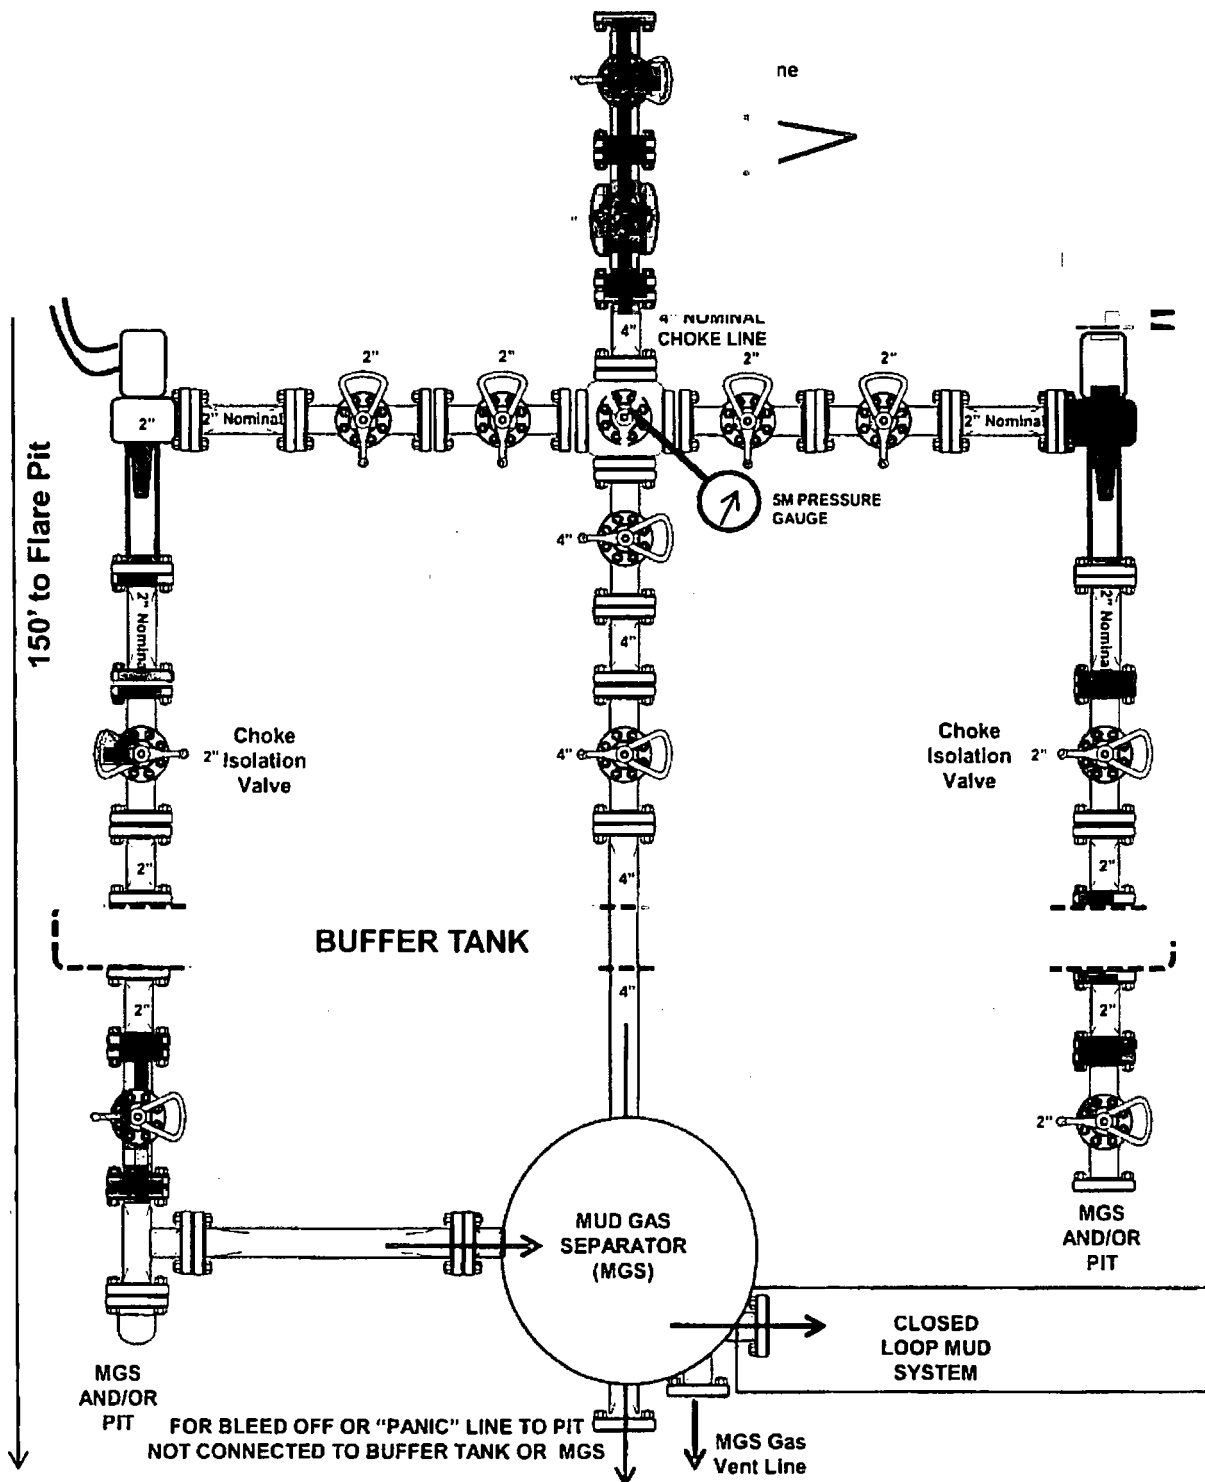 ne
4"
4" NOMINAL
CHOKE LINE
2"
2"
2"
2"
2"
2" Nominal
2" Nominal
5M PRESSURE
GAUGE
4"
150' to Flare Pit
2" Nominal
2" Nominal
4"
Choke
2" Isolation
Valve
4"
Choke
Isolation 2"
Valve
2"
4"
2"
BUFFER TANK
2"
4"
2"
2"
MUD GAS
SEPARATOR
(MGS)
MGS
AND/OR
PIT
CLOSED
LOOP MUD
SYSTEM
MGS
AND/OR
PIT
FOR BLEED OFF OR "PANIC" LINE TO PIT
NOT CONNECTED TO BUFFER TANK OR MGS
MGS Gas
Vent Line